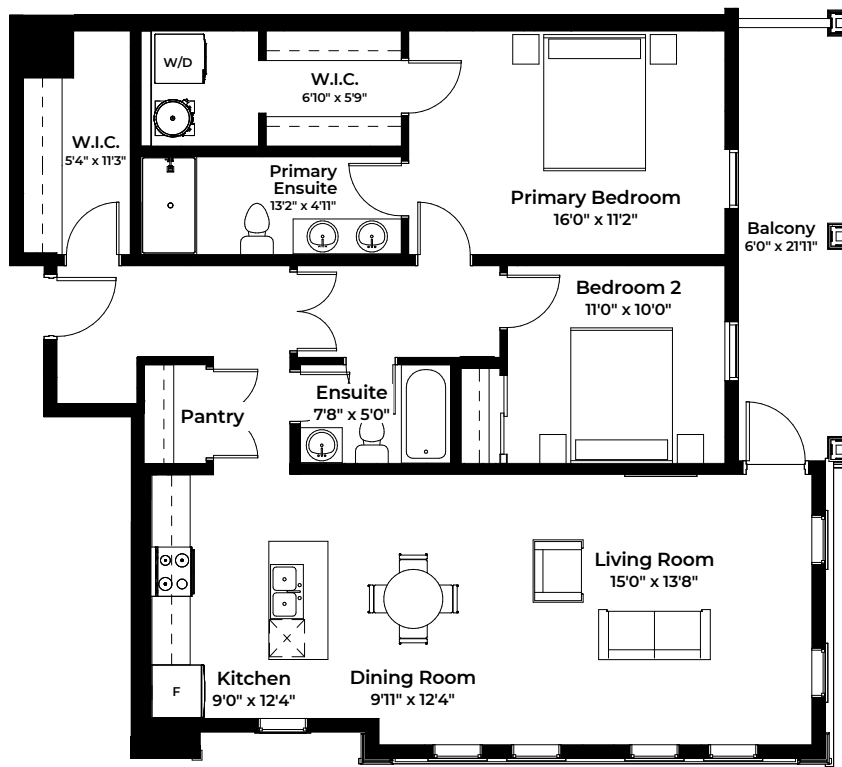 W/D
W.I.C.
6'10" x 5'9"
W.I.C.
5'4" x 11'3"
Primary
Ensuite
13'2" x 4'11"
Primary Bedroom
16'0" x 11'2"
Balcony
6'0" x 21'11"
Bedroom 2
11'0" x 10'0"
Ensuite
7'8" x 5'0"
Pantry
Living Room
15'0" x 13'8"
Kitchen
9'0" x 12'4"
Dining Room
9'11" x 12'4"
F